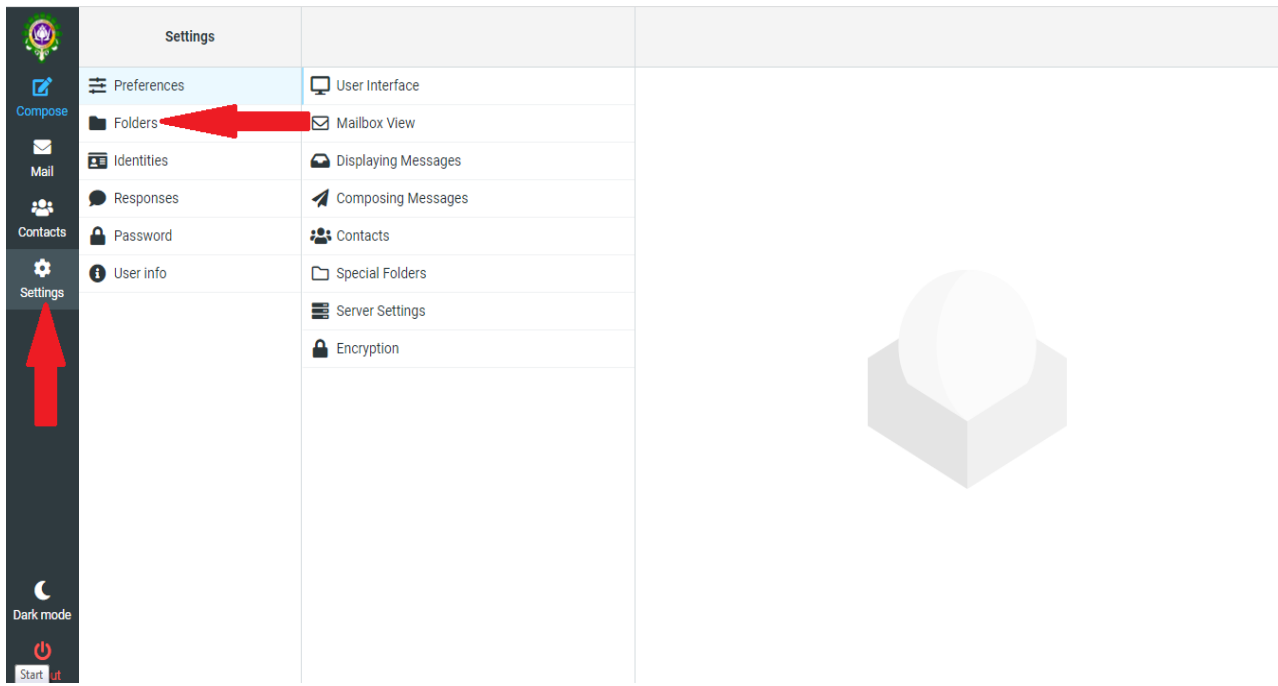 Settings
Compose
Mail
Contacts
Settings
Dark mode
Start
ut
Preferences
Folders
Identities
Responses
Password
User info
User Interface
Mailbox View
Displaying Messages
Composing Messages
Contacts
Special Folders
Server Settings
Encryption